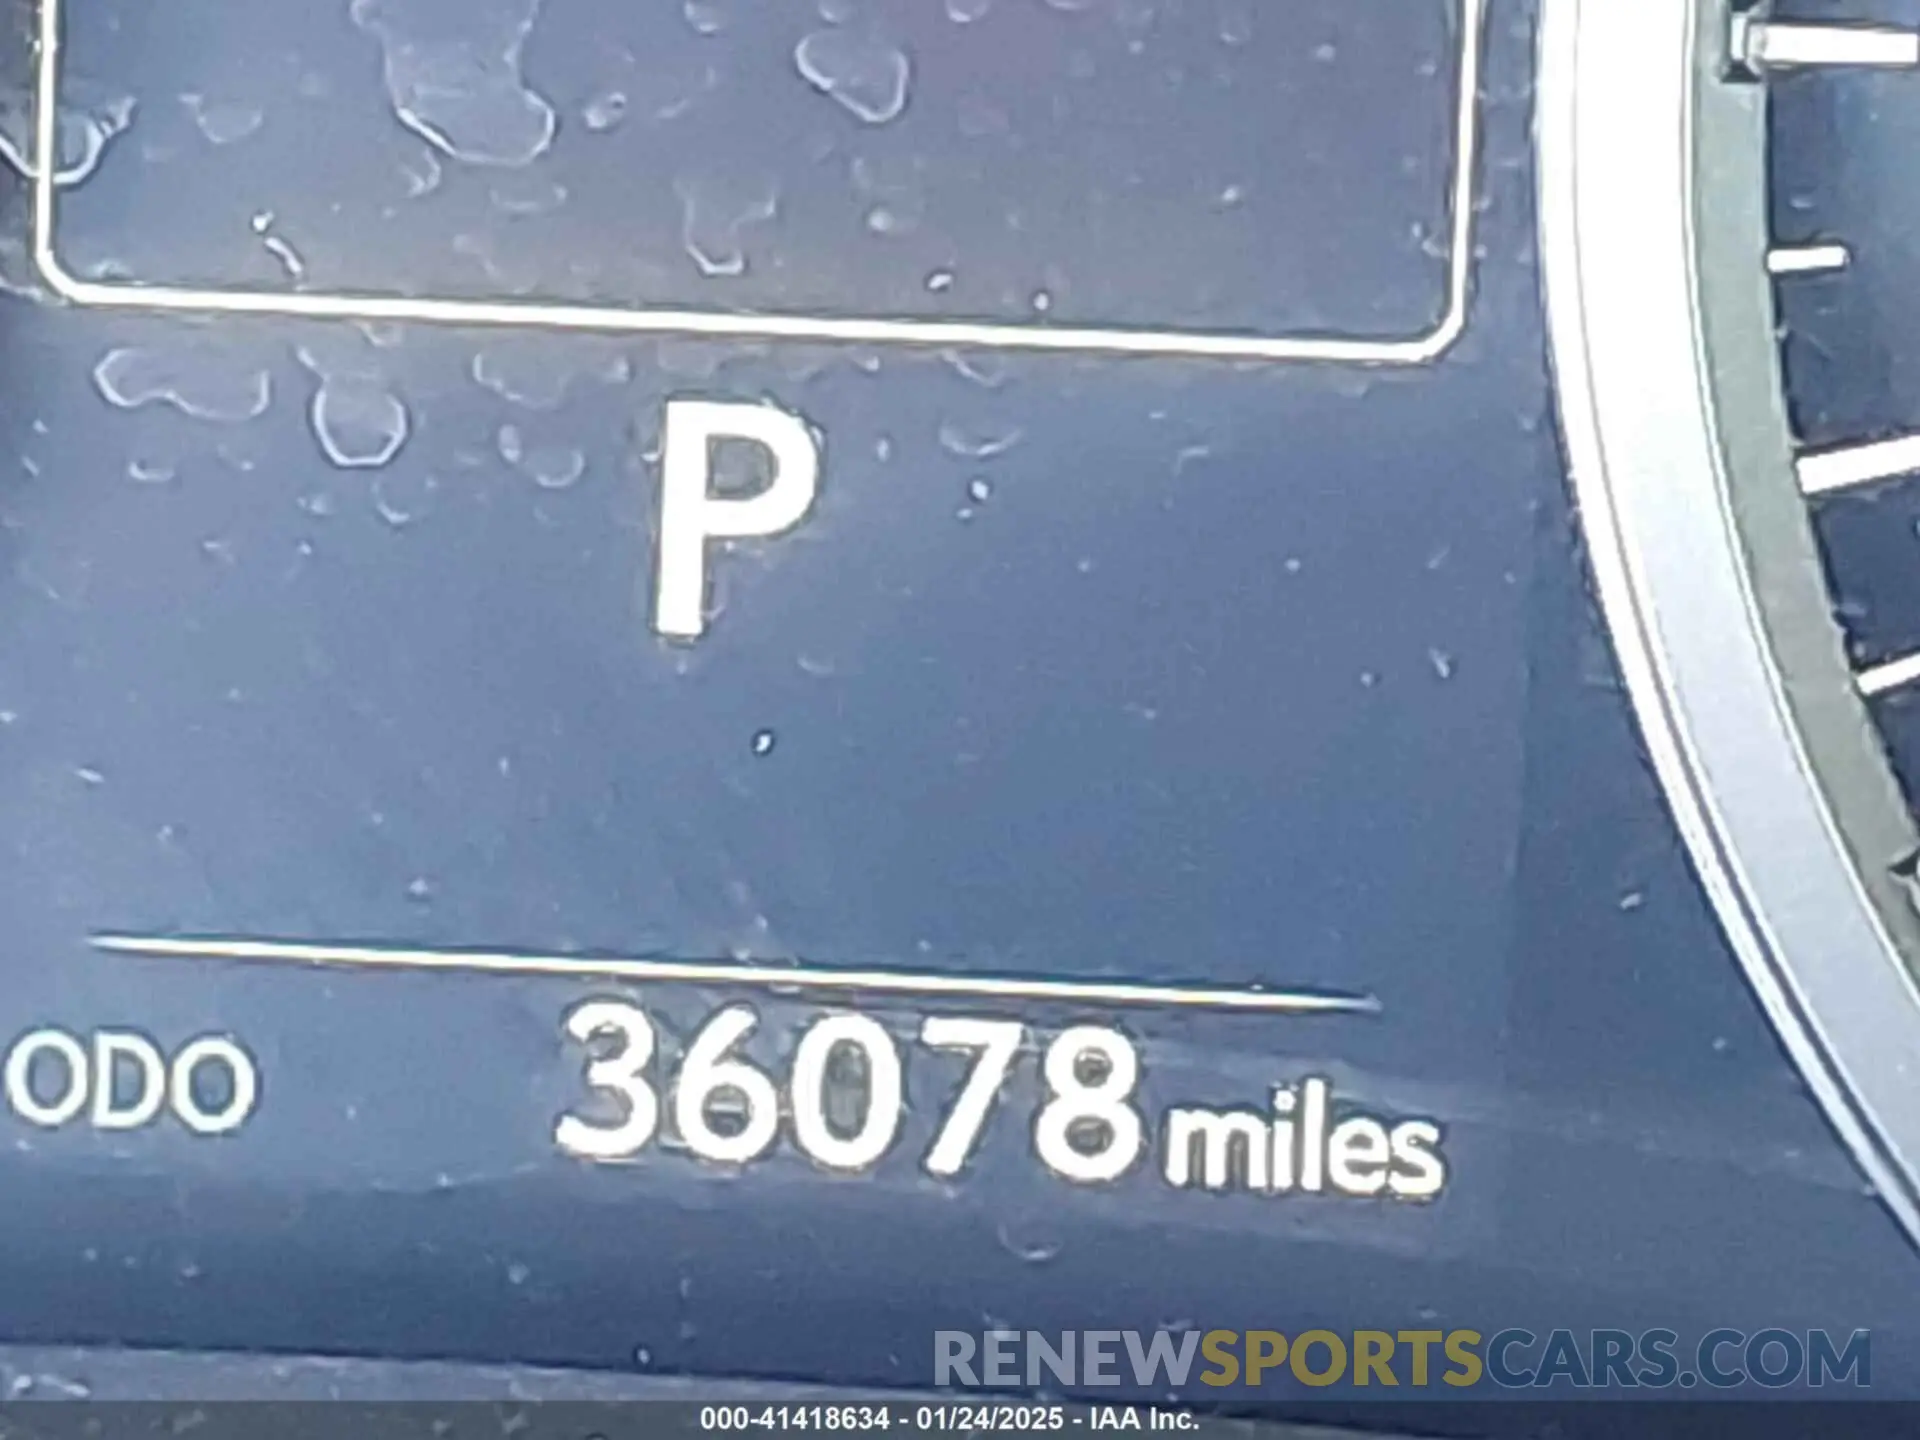 P
ODO 36078 miles
RENEWSPORTSCARS.COM
000-41418634 - 01/24/2025 - IAA Inc.